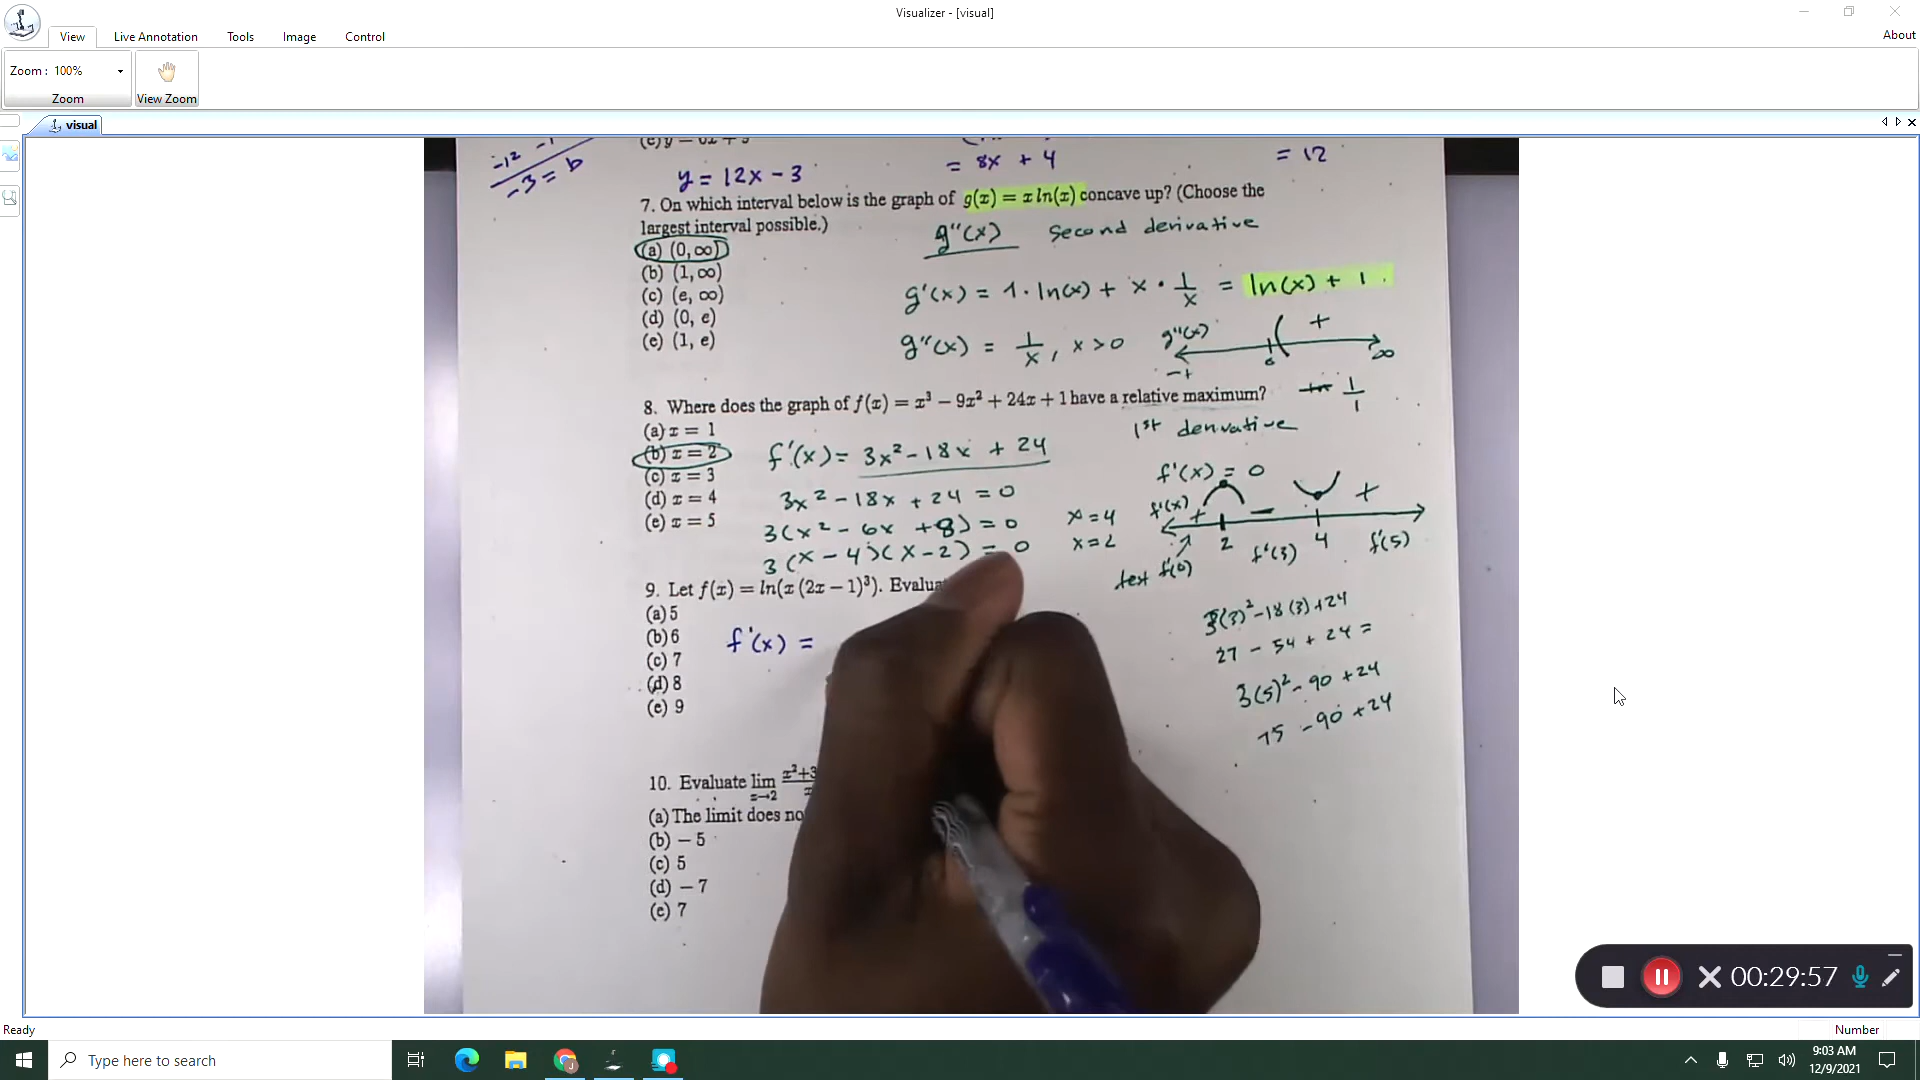 Visualizer - [visual]
View Live Annotation Tools Image Control About
Zoom : 100%
Zoom View Zoom
visual
-12 -1
-3 = b
y = 12x - 3
= 8x + 4
= 12
7. On which interval below is the graph of g(x) = x ln(x) concave up? (Choose the
largest interval possible.)
g''(x) second derivative
(a) (0, ∞)
(b) (1, ∞)
(c) (e, ∞)
(d) (0, e)
(e) (1, e)
g'(x) = 1 · ln(x) + x · 1/x = ln(x) + 1
g''(x) = 1/x, x > 0
g''(x) + ∞
8. Where does the graph of f(x) = x³ − 9x² + 24x + 1 have a relative maximum?
1/1
1st derivative
(a) x = 1
(b) x = 2
(c) x = 3
(d) x = 4
(e) x = 5
f'(x) = 3x² - 18x + 24
3x² - 18x + 24 = 0
3(x² - 6x + 8) = 0
3(x - 4)(x - 2) = 0
x = 4
x = 2
f'(x) = 0
f'(x) + − +
2 f'(3) 4 f'(5)
test f'(0)
9. Let f(x) = ln(x (2x − 1)³).
(a) 5
(b) 6
(c) 7
(d) 8
(e) 9
f'(x) =
3(3)² - 18(3) + 24
27 - 54 + 24 =
3(5)² - 90 + 24
75 - 90 + 24
10. Evaluate lim
x→2
(a) The limit does
(b) − 5
(c) 5
(d) − 7
(e) 7
00:29:57
Ready Number
Type here to search
9:03 AM
12/9/2021